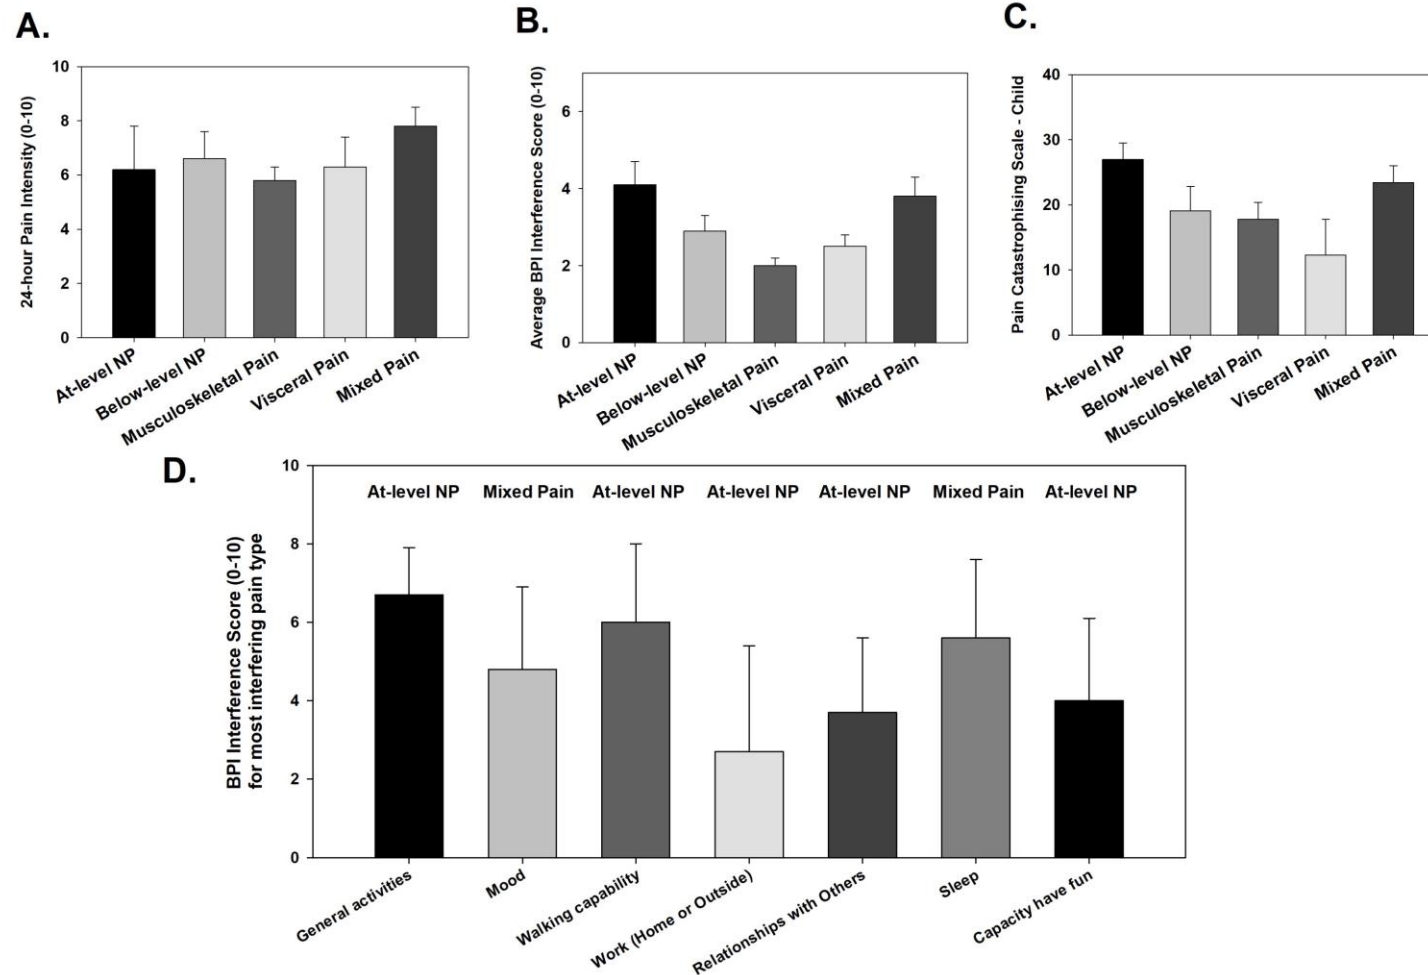 A.
24-hour Pain Intensity (0-10)
10
8
6
4
2
0
At-level NP
Below-level NP
Musculoskeletal Pain
Visceral Pain
Mixed Pain
B.
Average BPI Interference Score (0-10)
6
4
2
0
At-level NP
Below-level NP
Musculoskeletal Pain
Visceral Pain
Mixed Pain
C.
Pain Catastrophising Scale - Child
40
30
20
10
0
At-level NP
Below-level NP
Musculoskeletal Pain
Visceral Pain
Mixed Pain
D.
BPI Interference Score (0-10)
for most interfering pain type
10
8
6
4
2
0
At-level NP Mixed Pain At-level NP At-level NP At-level NP Mixed Pain At-level NP
General activities
Mood
Walking capability
Work (Home or Outside)
Relationships with Others
Sleep
Capacity have fun